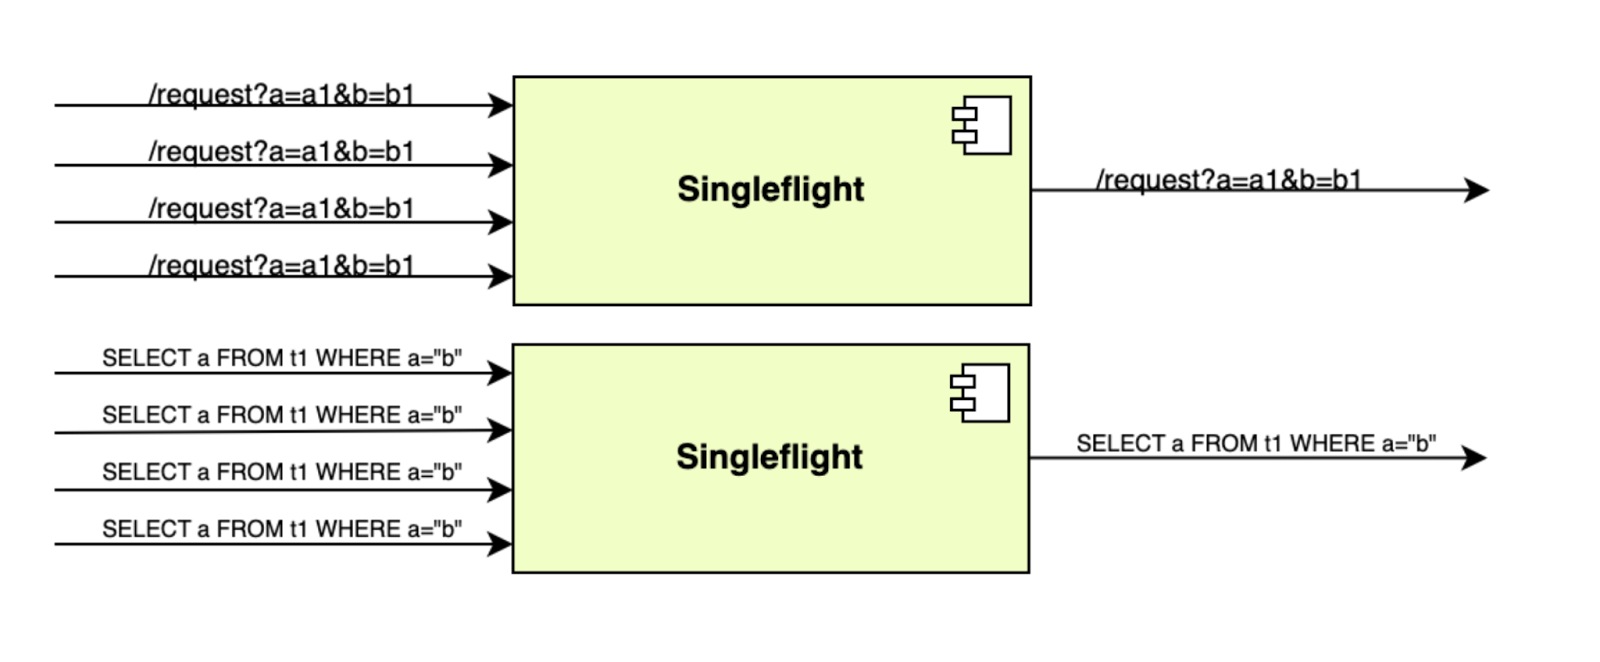 /request?a=a1&b=b1
/request?a=a1&b=b1
/request?a=a1&b=b1
/request?a=a1&b=b1
Singleflight
/request?a=a1&b=b1
SELECT a FROM t1 WHERE a="b"
SELECT a FROM t1 WHERE a="b"
SELECT a FROM t1 WHERE a="b"
SELECT a FROM t1 WHERE a="b"
Singleflight
SELECT a FROM t1 WHERE a="b"